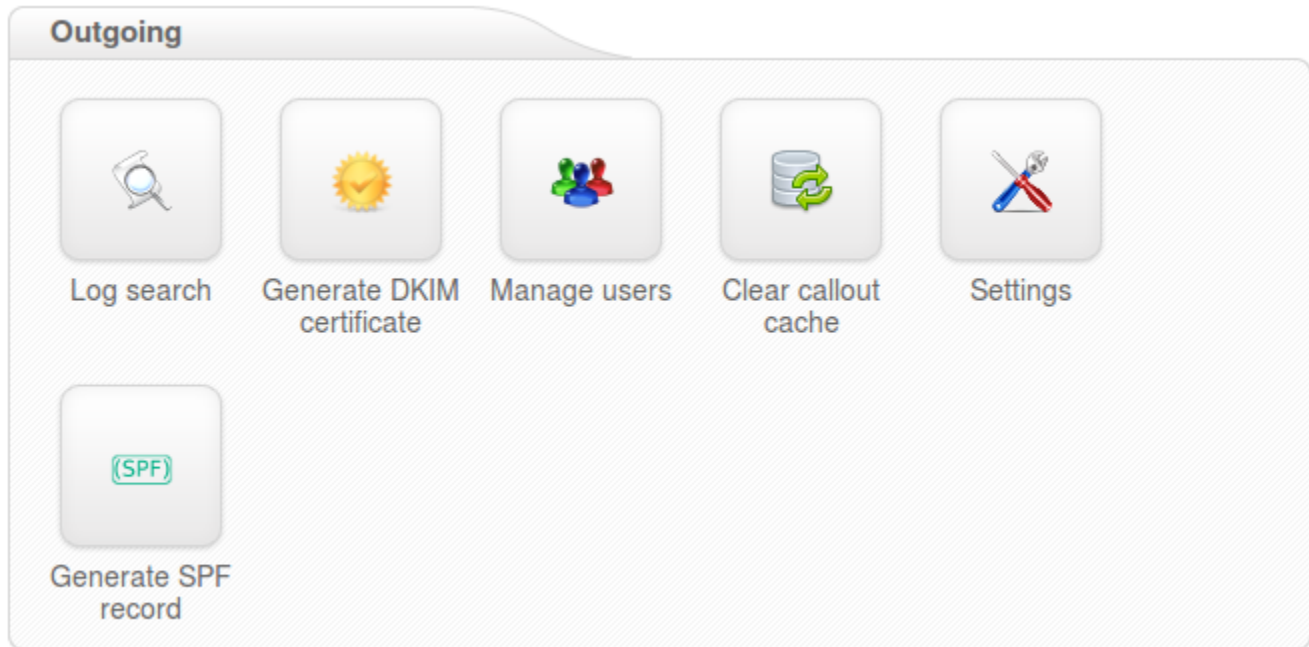 Outgoing
Log search
Generate DKIM
certificate
Manage users
Clear callout
cache
Settings
(SPF)
Generate SPF
record